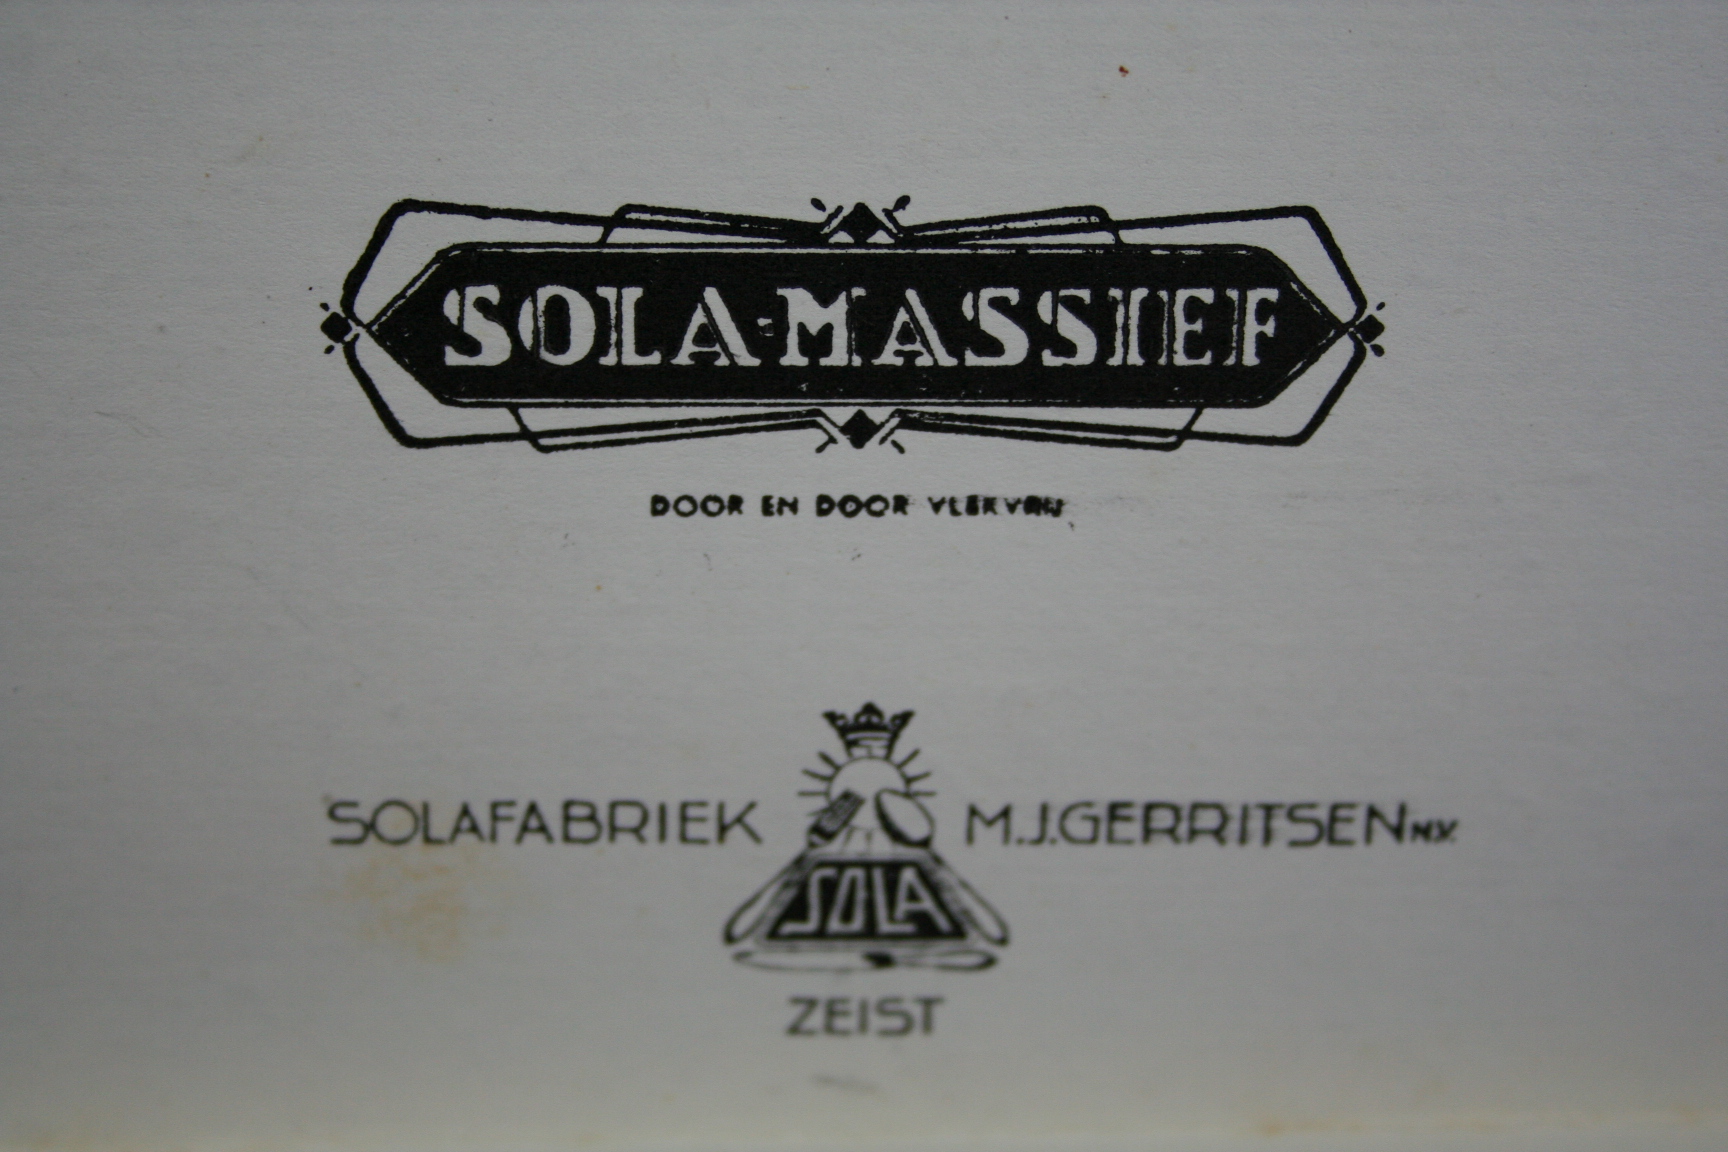 SOLA-MASSIEF
DOOR EN DOOR VLEKVRIJ
SOLAFABRIEK M.J.GERRITSEN N.V.
SOLA
ZEIST